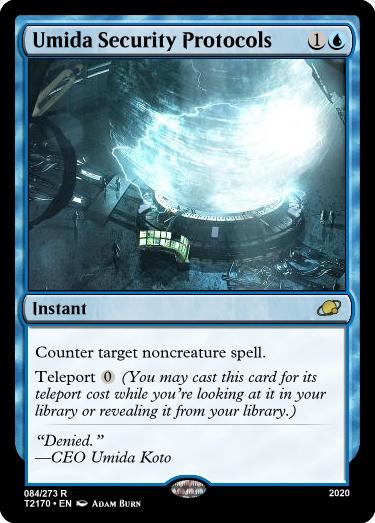 Umida Security Protocols 1
Instant
Counter target noncreature spell.
Teleport 0 (You may cast this card for its
teleport cost while you're looking at it in your
library or revealing it from your library.)
“Denied.”
—CEO Umida Koto
084/273 R 2020
T2170 • EN Adam Burn